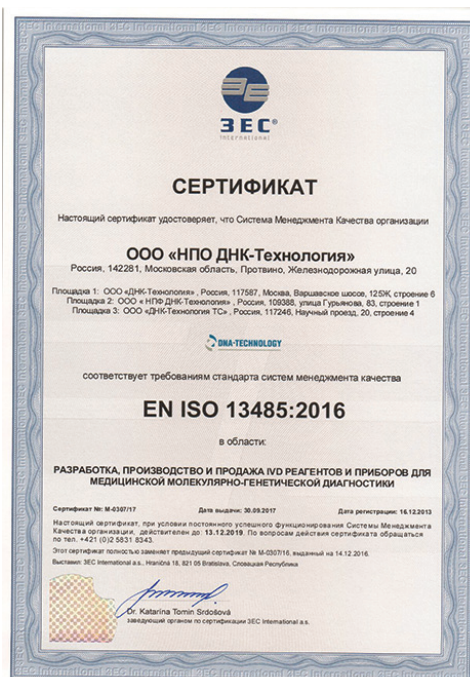 3EC®
International
СЕРТИФИКАТ
Настоящий сертификат удостоверяет, что Система Менеджмента Качества организации
ООО «НПО ДНК-Технология»
Россия, 142281, Московская область, Протвино, Железнодорожная улица, 20
Площадка 1: ООО «ДНК-Технология» , Россия, 117587, Москва, Варшавское шоссе, 125Ж, строение 6
Площадка 2: ООО « НПФ ДНК-Технология» , Россия, 109388, улица Гурьянова, 83, строение 1
Площадка 3: ООО «ДНК-Технология ТС» , Россия, 117246, Научный проезд, 20, строение 4
DNA-TECHNOLOGY
соответствует требованиям стандарта систем менеджмента качества
EN ISO 13485:2016
в области:
РАЗРАБОТКА, ПРОИЗВОДСТВО И ПРОДАЖА IVD РЕАГЕНТОВ И ПРИБОРОВ ДЛЯ
МЕДИЦИНСКОЙ МОЛЕКУЛЯРНО-ГЕНЕТИЧЕСКОЙ ДИАГНОСТИКИ
Сертификат №: M-0307/17 Дата выдачи: 30.09.2017 Дата регистрации: 16.12.2013
Настоящий сертификат, при условии постоянного успешного функционирования Системы Менеджмента
Качества организации, действителен до: 13.12.2019. По вопросам действия сертификата обращаться
по тел. +421 (0)2 5831 8343.
Этот сертификат полностью заменяет предыдущий сертификат № M-0307/16, выданный на 14.12.2016.
Выставил: 3EC International a.s., Hraničná 18, 821 05 Bratislava, Словацкая Республика
Dr. Katarína Tomin Srdošová
заведующий органом по сертификации 3EC International a.s.